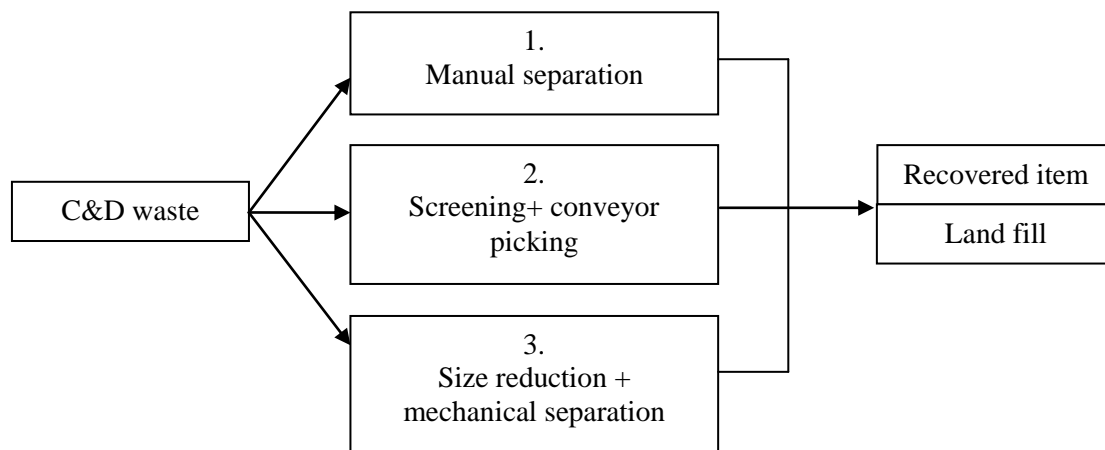 C&D waste
1.
Manual separation
2.
Screening+ conveyor
picking
3.
Size reduction +
mechanical separation
Recovered item
Land fill